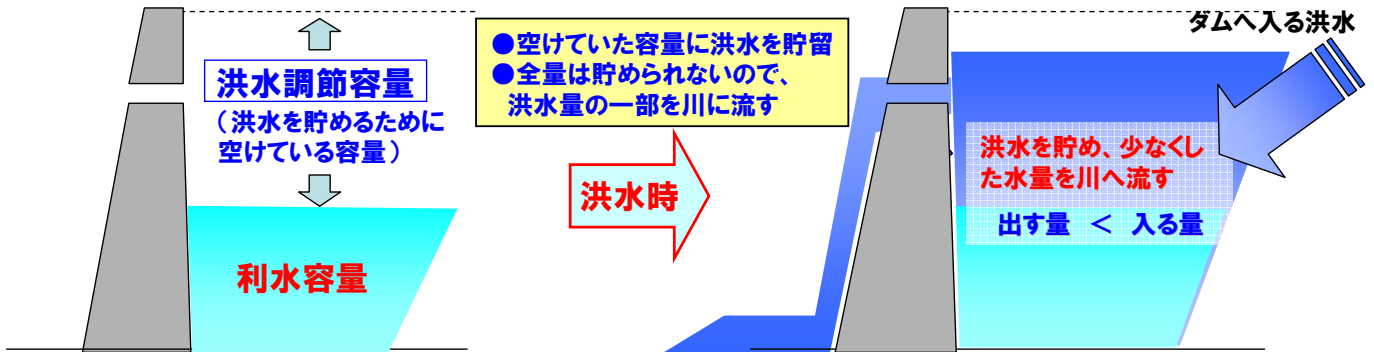 洪水調節容量
（洪水を貯めるために
空けている容量）
利水容量
●空けていた容量に洪水を貯留
●全量は貯められないので、
洪水量の一部を川に流す
洪水時
ダムへ入る洪水
洪水を貯め、少なくし
た水量を川へ流す
出す量 ＜ 入る量